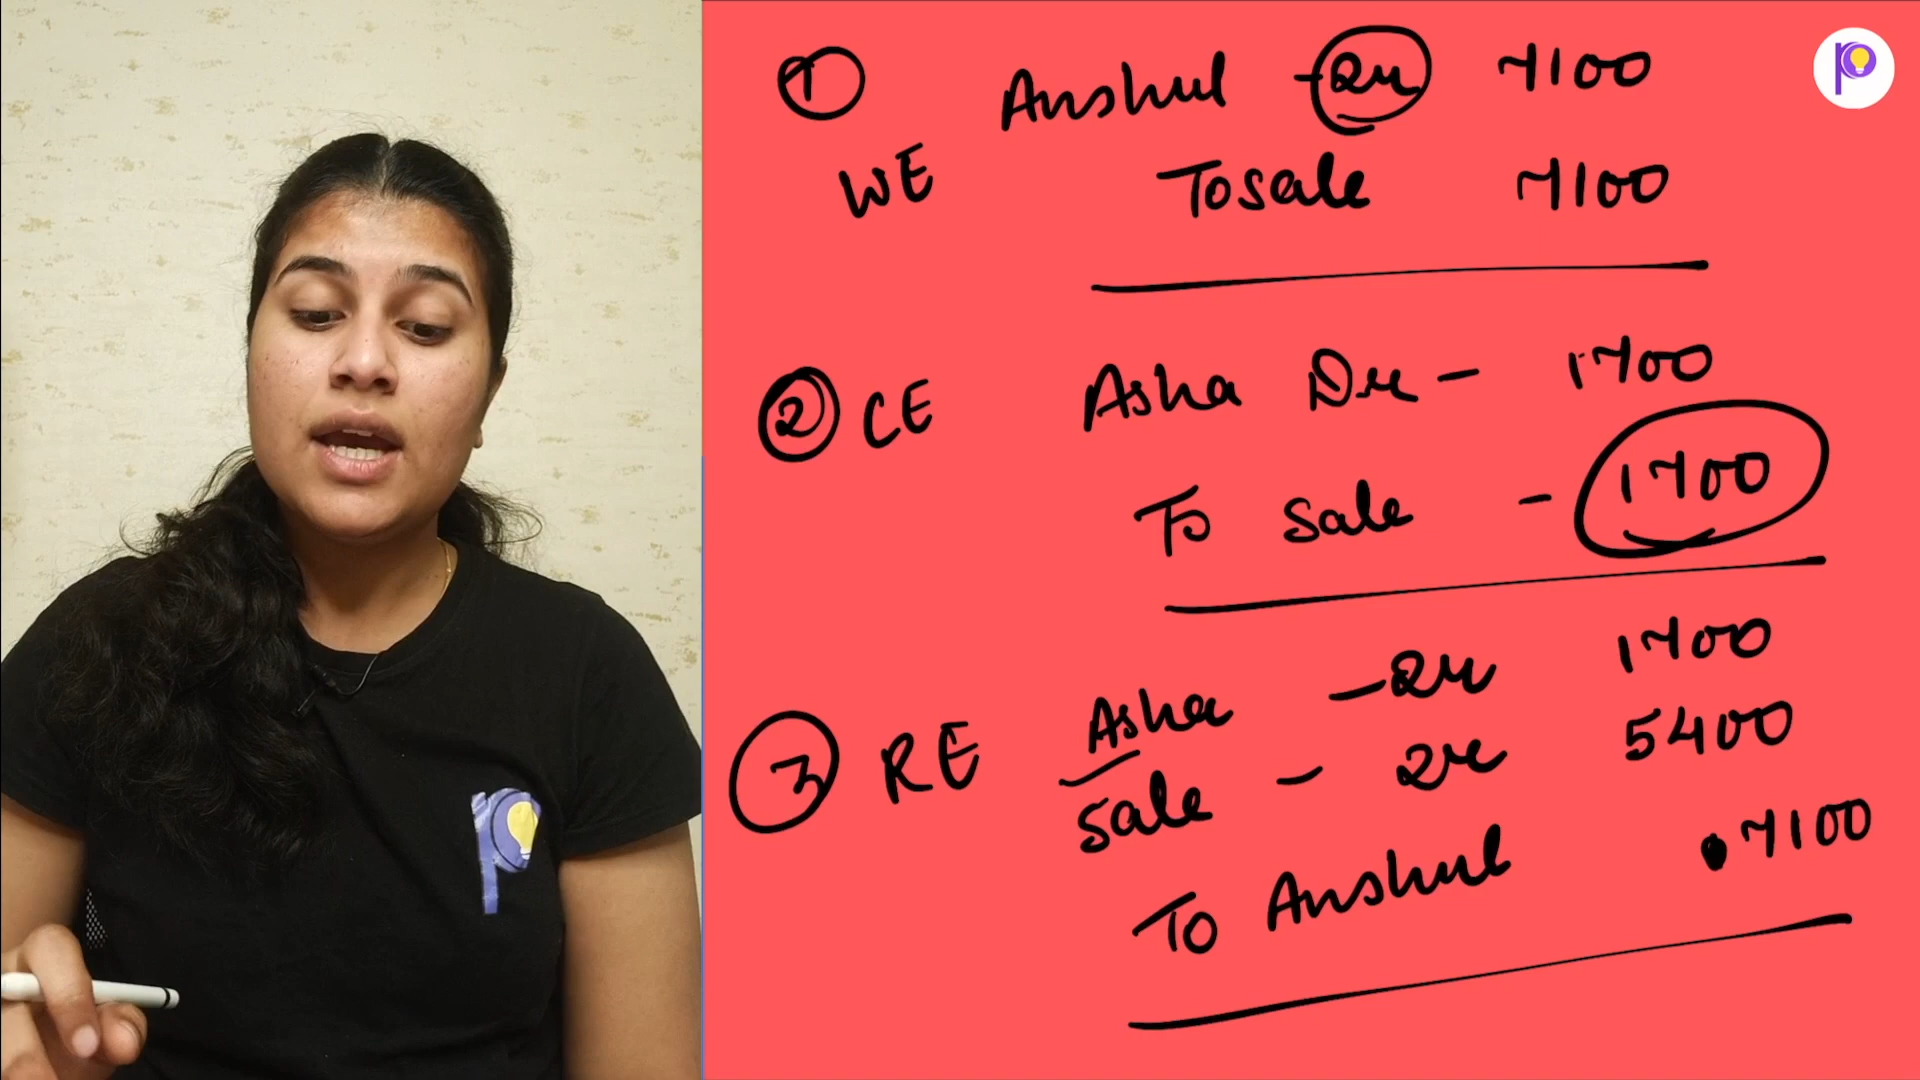 1 Anshul - Dr 7100
WE To sale 7100
2 CE Asha Dr - 1700
To sale - 1700
3 RE Asha - Dr 1700
sale - Dr 5400
To Anshul 7100